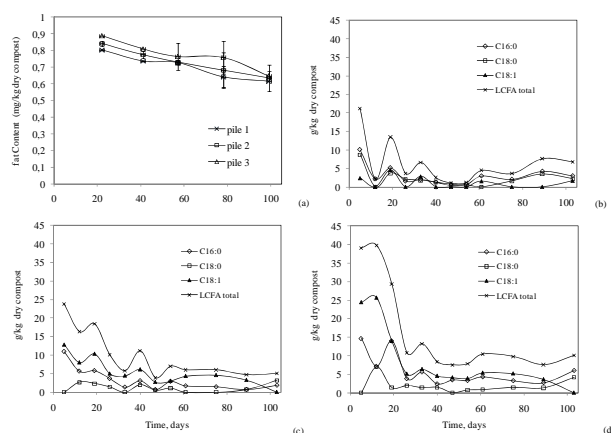 1
0,9
0,8
0,7
0,6
0,5
0,4
0,3
0,2
0,1
0
fat Content (mg/kg dry compost)
pile 1
pile 2
pile 3
0 20 40 60 80 100
(a)
45
40
35
30
25
20
15
10
5
0
g/kg dry compost
C16:0
C18:0
C18:1
LCFA total
0 20 40 60 80 100
(b)
45
40
35
30
25
20
15
10
5
0
g/kg dry compost
C16:0
C18:0
C18:1
LCFA total
0 20 40 60 80 100
Time, days
(c)
45
40
35
30
25
20
15
10
5
0
g/kg dry compost
C16:0
C18:0
C18:1
LCFA total
0 20 40 60 80 100
Time, days
(d